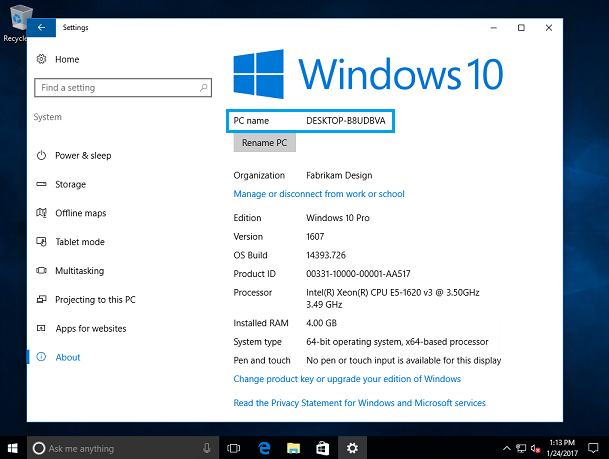 Recycle
Settings
Home
Find a setting
System
Power & sleep
Storage
Offline maps
Tablet mode
Multitasking
Projecting to this PC
Apps for websites
About
Windows 10
PC name DESKTOP-B8UDBVA
Rename PC
Organization Fabrikam Design
Manage or disconnect from work or school
Edition Windows 10 Pro
Version 1607
OS Build 14393.726
Product ID 00331-10000-00001-AA517
Processor Intel(R) Xeon(R) CPU E5-1620 v3 @ 3.50GHz
3.49 GHz
Installed RAM 4.00 GB
System type 64-bit operating system, x64-based processor
Pen and touch No pen or touch input is available for this display
Change product key or upgrade your edition of Windows
Read the Privacy Statement for Windows and Microsoft services
Ask me anything
1:13 PM
1/24/2017